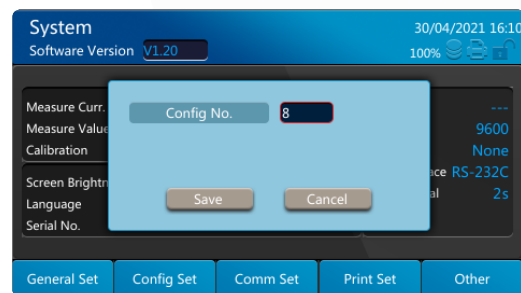 System
30/04/2021 16:10
Software Version V1.20
100%
Measure Curr.
---
Config No. 8
Measure Value
9600
Calibration
None
RS-232C
Screen
2s
Language
Save
Cancel
Serial No.
General Set
Config Set
Comm Set
Print Set
Other